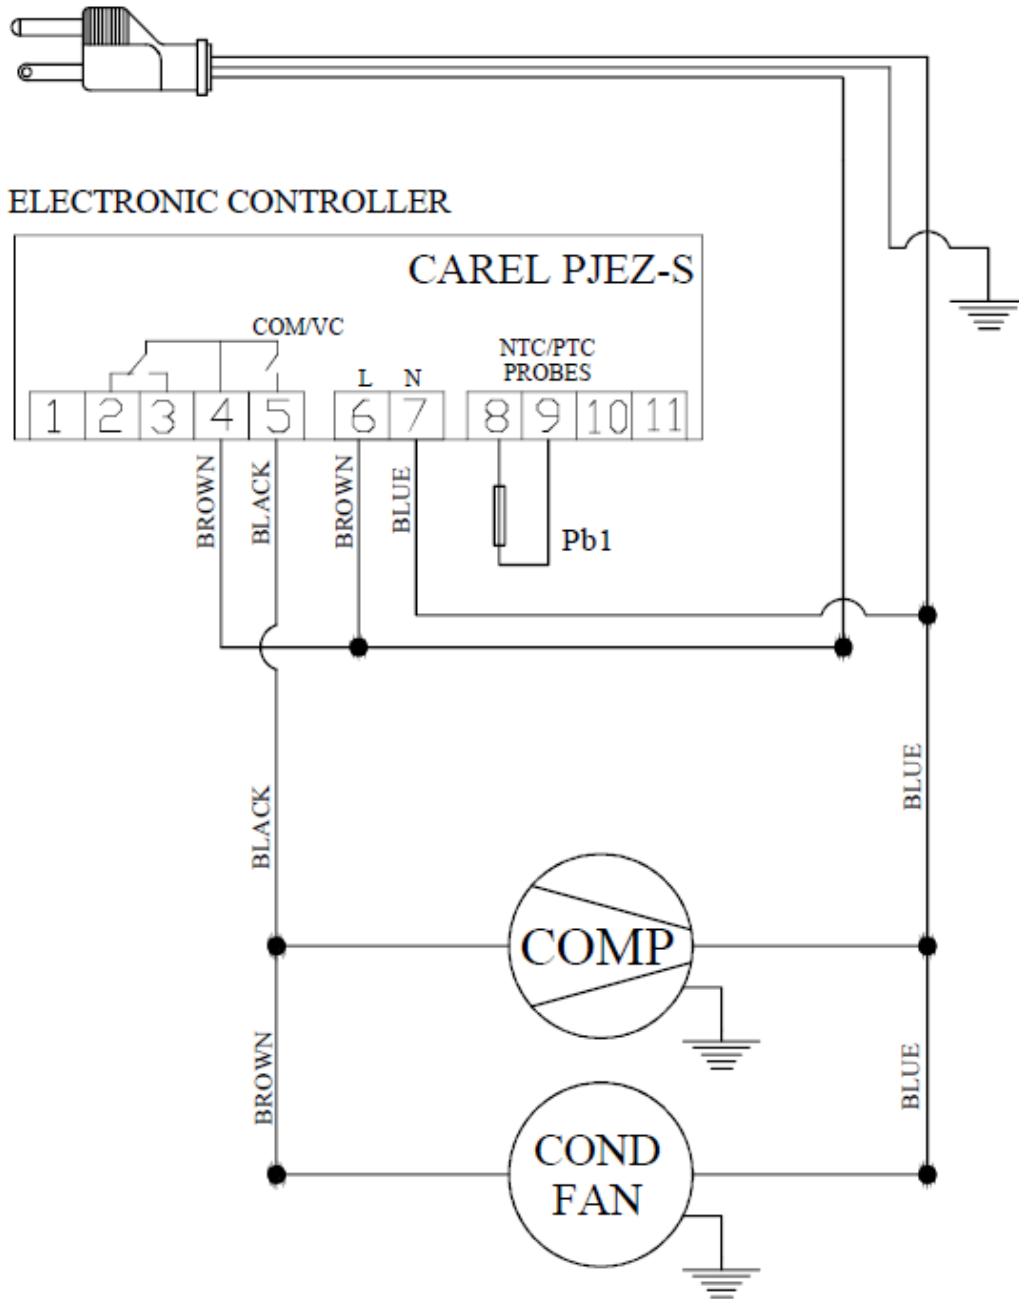 ELECTRONIC CONTROLLER
CAREL PJEZ-S
COM/VC
NTC/PTC
PROBES
L N
1 2 3 4 5 6 7 8 9 10 11
BROWN
BLACK
BROWN
BLUE
Pb1
BLACK
BLUE
COMP
BROWN
BLUE
COND
FAN